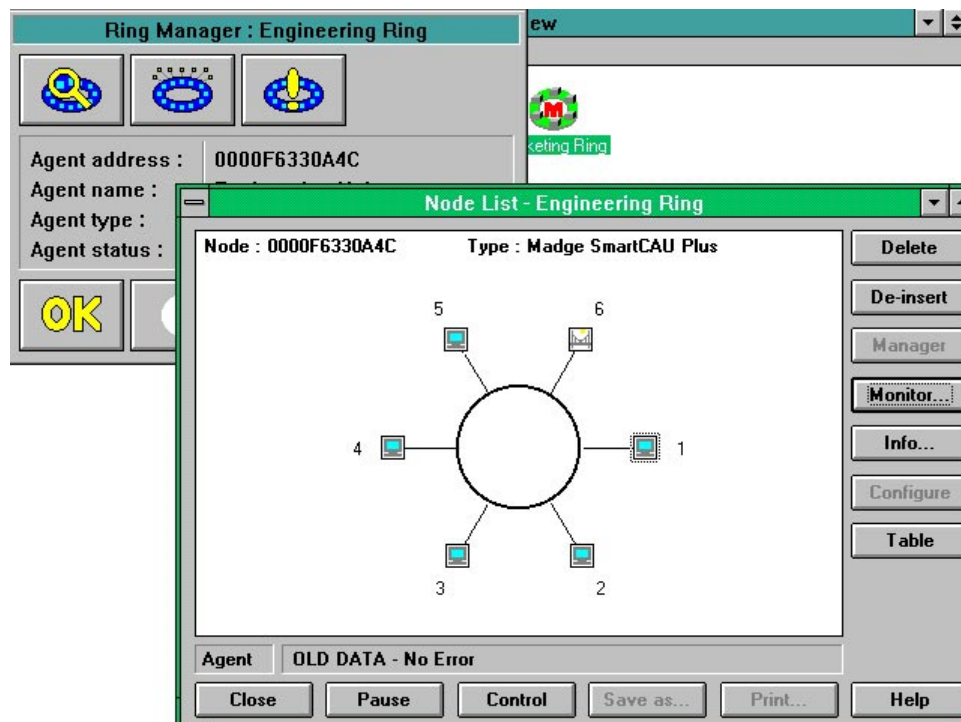 Ring Manager : Engineering Ring
ew
M
keting Ring
Agent address : 0000F6330A4C
Agent name :
Agent type :
Agent status :
OK
Node List - Engineering Ring
Node : 0000F6330A4C Type : Madge SmartCAU Plus
5 6
4 1
3 2
Delete
De-insert
Manager
Monitor...
Info...
Configure
Table
Agent OLD DATA - No Error
Close Pause Control Save as... Print... Help